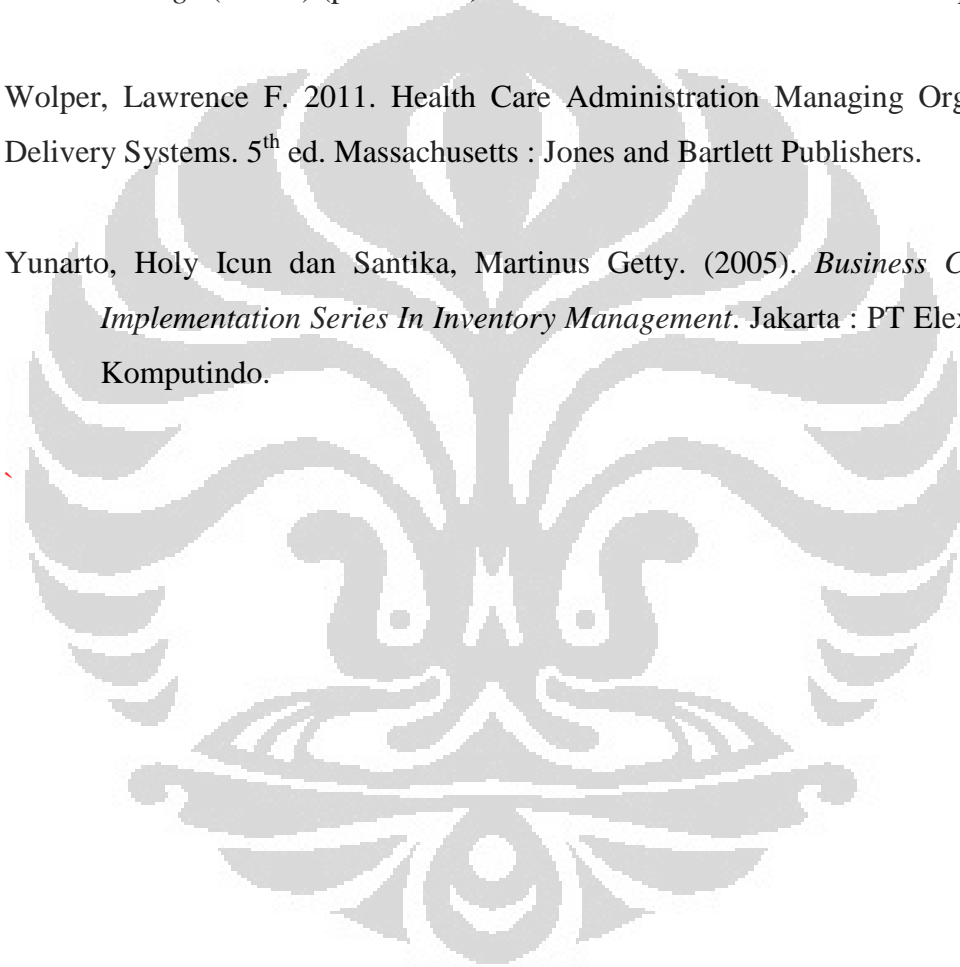 Wolper, Lawrence F. 2011. Health Care Administration Managing Org
Delivery Systems. 5th ed. Massachusetts : Jones and Bartlett Publishers.
Yunarto, Holy Icun dan Santika, Martinus Getty. (2005). Business C
Implementation Series In Inventory Management. Jakarta : PT Elex
Komputindo.
`